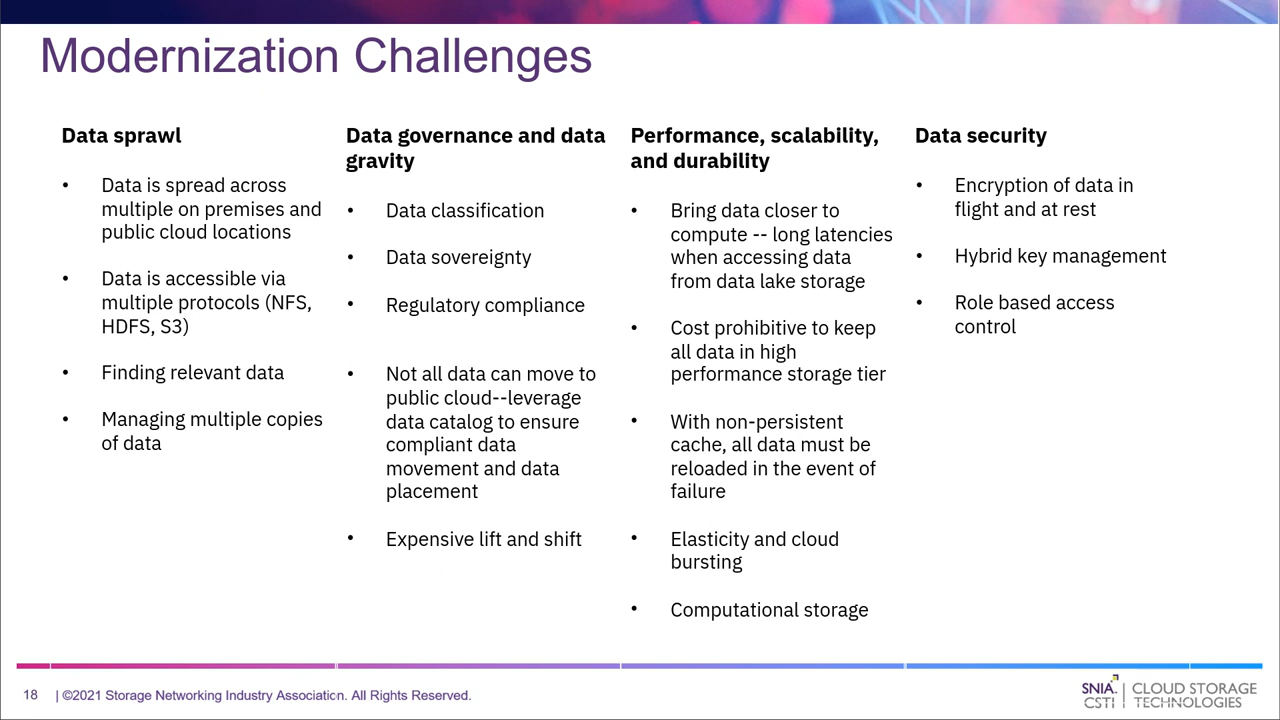 Modernization Challenges
Data sprawl
• Data is spread across
multiple on premises and
public cloud locations
• Data is accessible via
multiple protocols (NFS,
HDFS, S3)
• Finding relevant data
• Managing multiple copies
of data
Data governance and data
gravity
• Data classification
• Data sovereignty
• Regulatory compliance
• Not all data can move to
public cloud--leverage
data catalog to ensure
compliant data
movement and data
placement
• Expensive lift and shift
Performance, scalability,
and durability
• Bring data closer to
compute -- long latencies
when accessing data
from data lake storage
• Cost prohibitive to keep
all data in high
performance storage tier
• With non-persistent
cache, all data must be
reloaded in the event of
failure
• Elasticity and cloud
bursting
• Computational storage
Data security
• Encryption of data in
flight and at rest
• Hybrid key management
• Role based access
control
18 | ©2021 Storage Networking Industry Association. All Rights Reserved.
SNIA. | CLOUD STORAGE
CSTI | TECHNOLOGIES